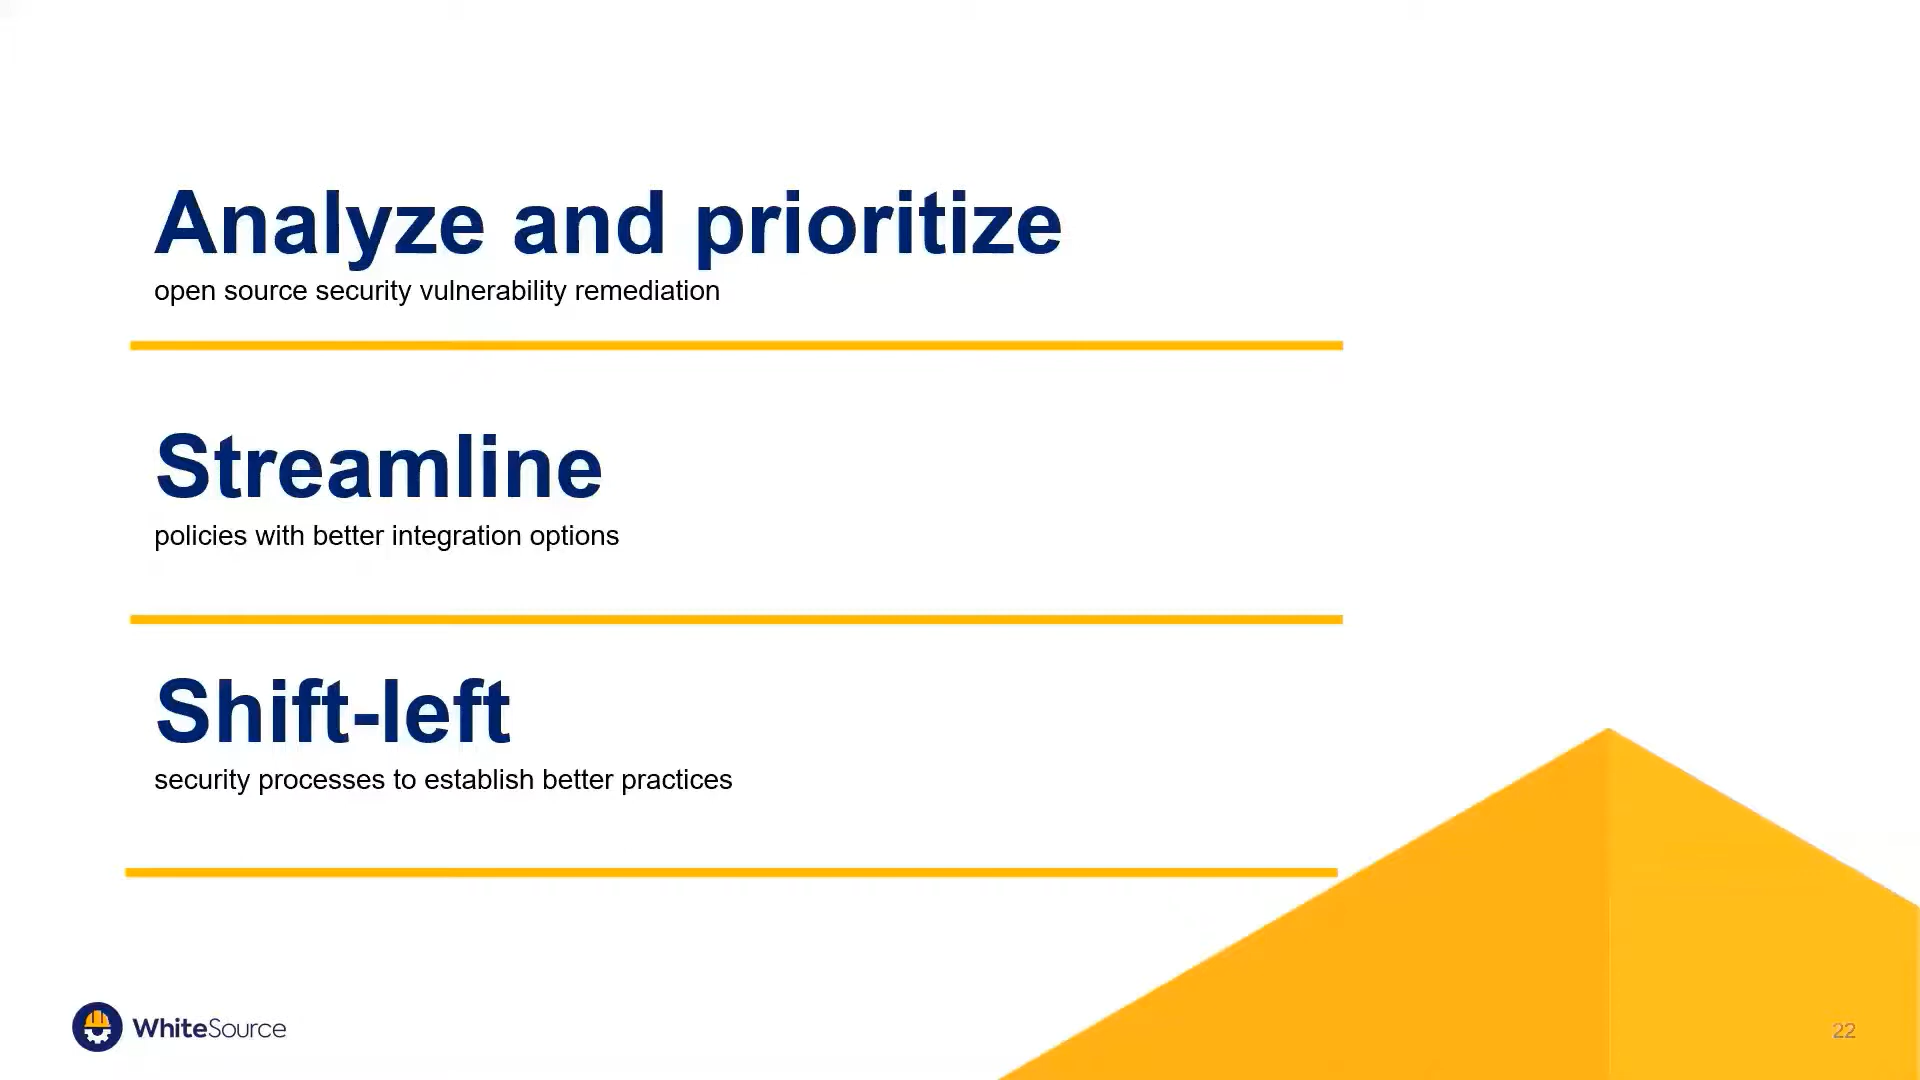 Analyze and prioritize
open source security vulnerability remediation
Streamline
policies with better integration options
Shift-left
security processes to establish better practices
WhiteSource
22